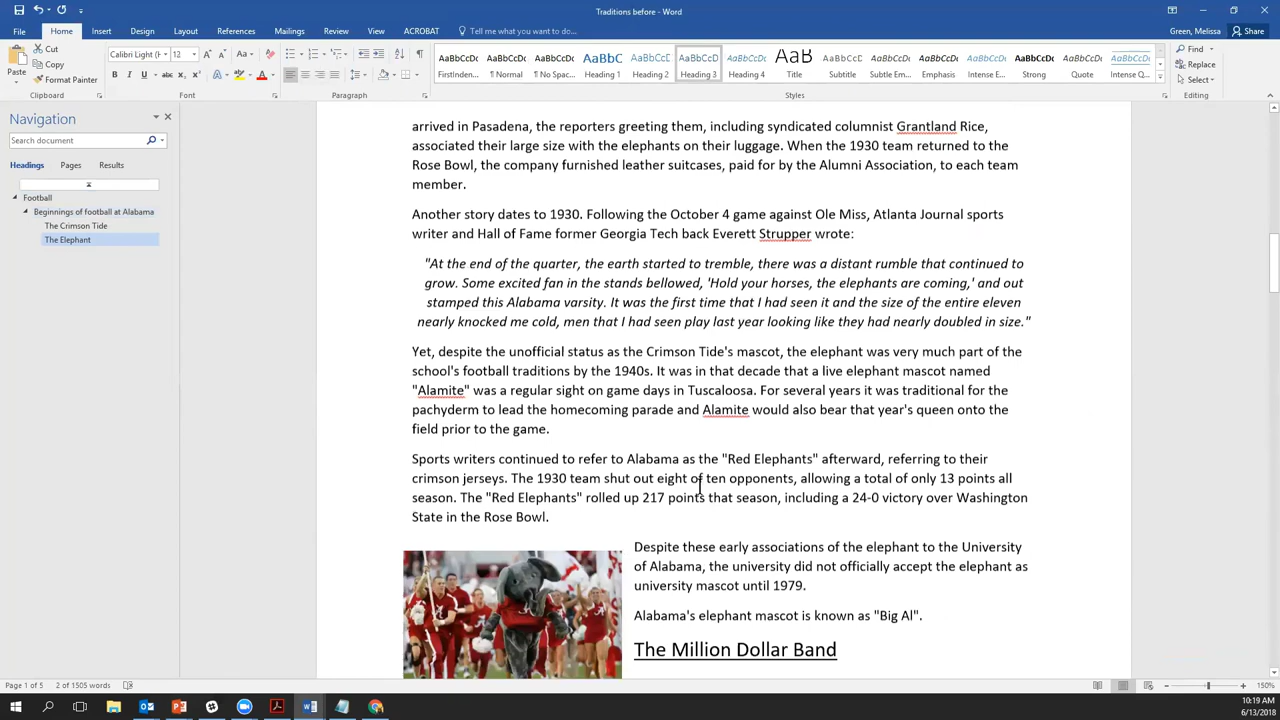 Traditions before - Word
Green, Melissa
Share
File Home Insert Design Layout References Mailings Review View ACROBAT Tell me what you want to do...
Paste
Cut
Copy
Format Painter
Clipboard
Calibri Light (H 12
Font
Paragraph
AaBbCcDc AaBbCcDc AaBbCcDc AaBbC AaBbCcD AaBbCcD AaBbCcDc AaB AaBbCcD AaBbCcDc AaBbCcDc AaBbCcDc AaBbCcDc AaBbCcDc AaBbCcDc
FirstInden... ¶ Normal ¶ No Spac... Heading 1 Heading 2 Heading 3 Heading 4 Title Subtitle Subtle Em... Emphasis Intense E... Strong Quote Intense Q...
Styles
Find
Replace
Select
Editing
Navigation
Search document
Headings Pages Results
Football
Beginnings of football at Alabama
The Crimson Tide
The Elephant
arrived in Pasadena, the reporters greeting them, including syndicated columnist Grantland Rice,
associated their large size with the elephants on their luggage. When the 1930 team returned to the
Rose Bowl, the company furnished leather suitcases, paid for by the Alumni Association, to each team
member.
Another story dates to 1930. Following the October 4 game against Ole Miss, Atlanta Journal sports
writer and Hall of Fame former Georgia Tech back Everett Strupper wrote:
"At the end of the quarter, the earth started to tremble, there was a distant rumble that continued to
grow. Some excited fan in the stands bellowed, 'Hold your horses, the elephants are coming,' and out
stamped this Alabama varsity. It was the first time that I had seen it and the size of the entire eleven
nearly knocked me cold, men that I had seen play last year looking like they had nearly doubled in size."
Yet, despite the unofficial status as the Crimson Tide's mascot, the elephant was very much part of the
school's football traditions by the 1940s. It was in that decade that a live elephant mascot named
"Alamite" was a regular sight on game days in Tuscaloosa. For several years it was traditional for the
pachyderm to lead the homecoming parade and Alamite would also bear that year's queen onto the
field prior to the game.
Sports writers continued to refer to Alabama as the "Red Elephants" afterward, referring to their
crimson jerseys. The 1930 team shut out eight of ten opponents, allowing a total of only 13 points all
season. The "Red Elephants" rolled up 217 points that season, including a 24-0 victory over Washington
State in the Rose Bowl.
Despite these early associations of the elephant to the University
of Alabama, the university did not officially accept the elephant as
university mascot until 1979.
Alabama's elephant mascot is known as "Big Al".
The Million Dollar Band
Page 1 of 5 2 of 1505 words
150%
10:19 AM
6/13/2018